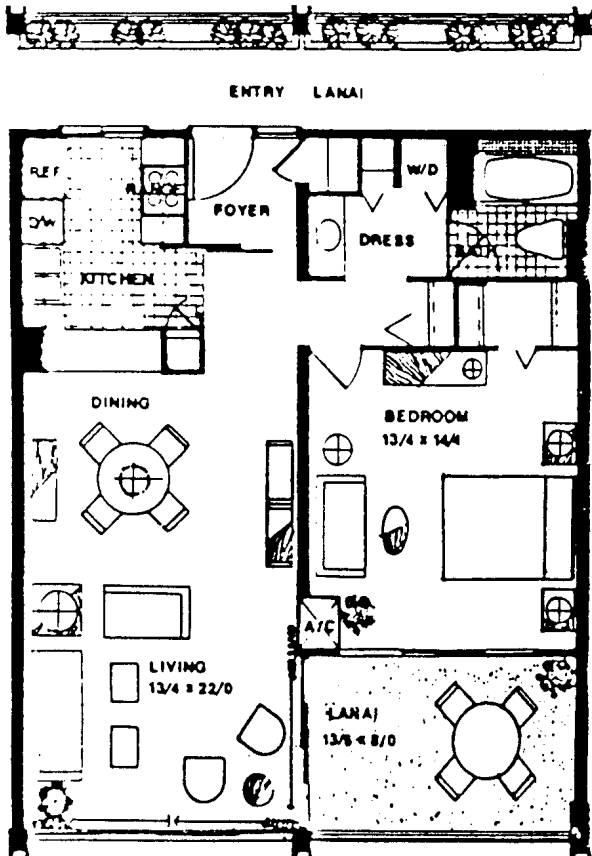 ENTRY LANAI
REF
RANGE
W/D
D/W
FOYER
DRESS
BATH
KITCHEN
DINING
BEDROOM
13/4 x 14/4
A/C
LIVING
13/4 x 22/0
LANAI
13/6 x 8/0